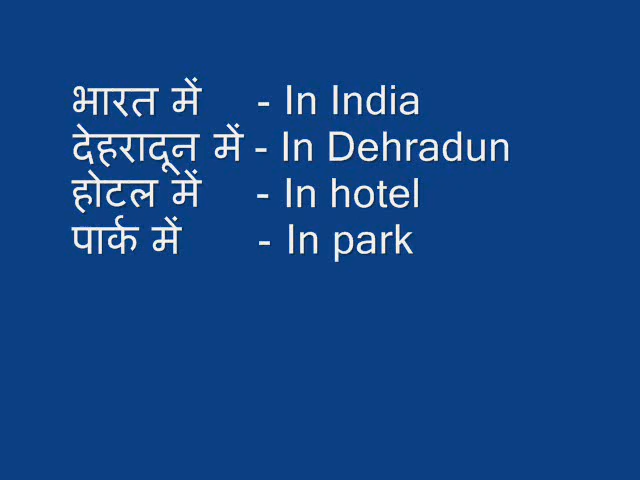 भारत में - In India
देहरादून में - In Dehradun
होटल में - In hotel
पार्क में - In park